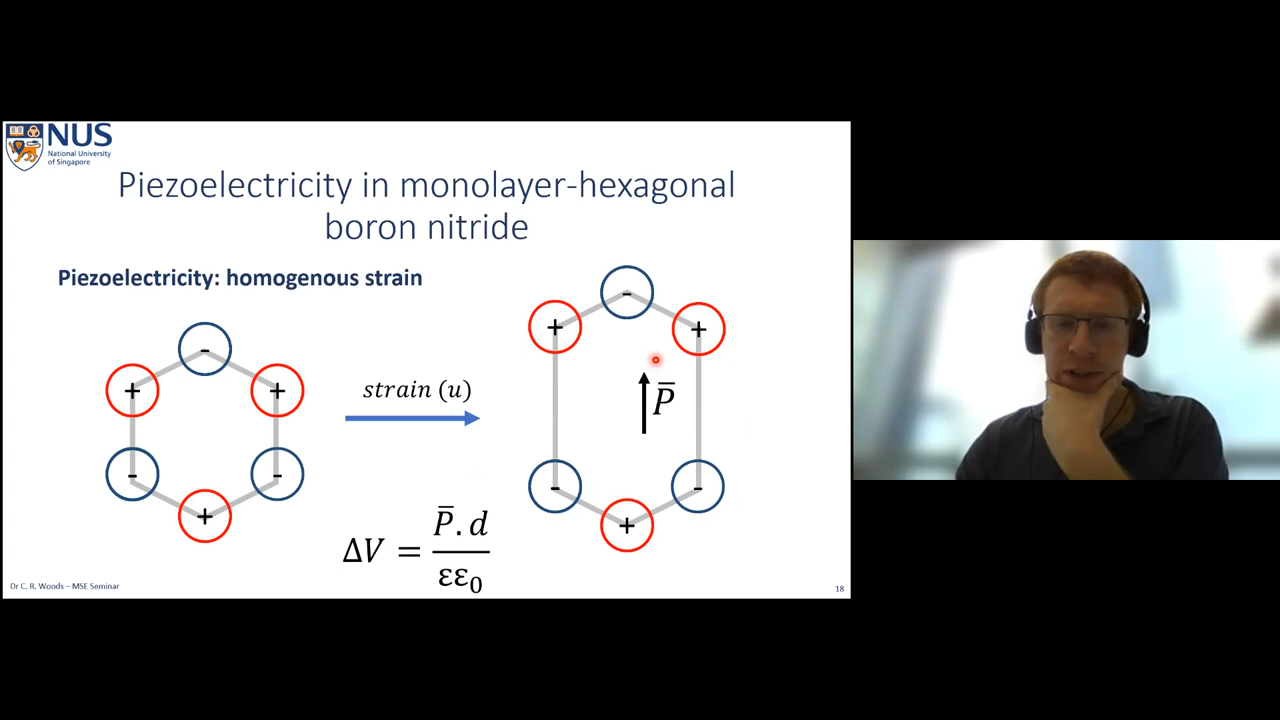 NUS
National University
of Singapore
Piezoelectricity in monolayer-hexagonal
boron nitride
Piezoelectricity: homogenous strain
-
+ +
- -
+
strain (u)
-
+ +
P̅
- -
+
ΔV = P̅ . d / εε₀
Dr C. R. Woods – MSE Seminar
18